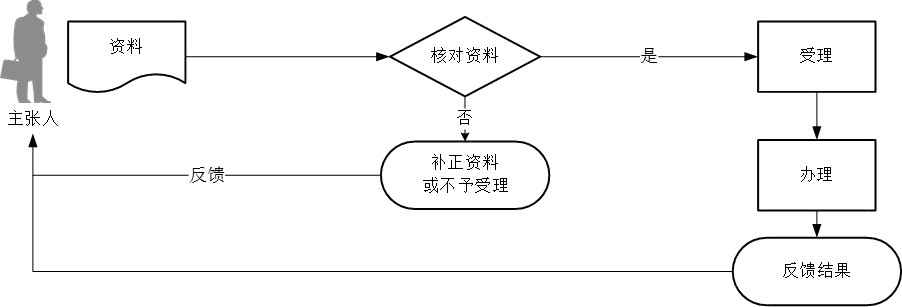 资料
核对资料
是
受理
主张人
否
补正资料
或不予受理
反馈
办理
反馈结果